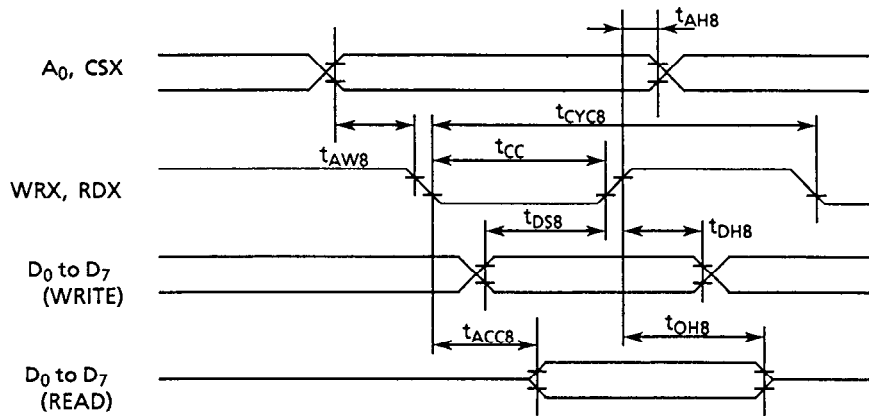 tAH8
A0, CSX
tCYC8
tAW8
tCC
WRX, RDX
tDS8
tDH8
D0 to D7
(WRITE)
tACC8
tOH8
D0 to D7
(READ)